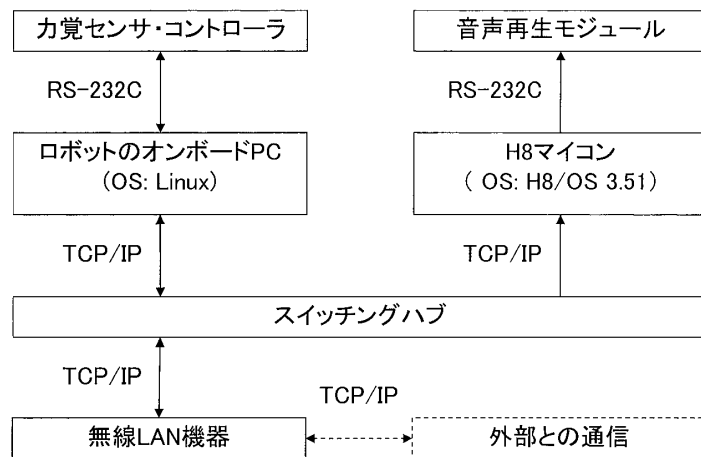 力覚センサ・コントローラ
音声再生モジュール
RS-232C
RS-232C
ロボットのオンボードPC
(OS: Linux)
H8マイコン
( OS: H8/OS 3.51)
TCP/IP
TCP/IP
スイッチングハブ
TCP/IP
TCP/IP
無線LAN機器
外部との通信